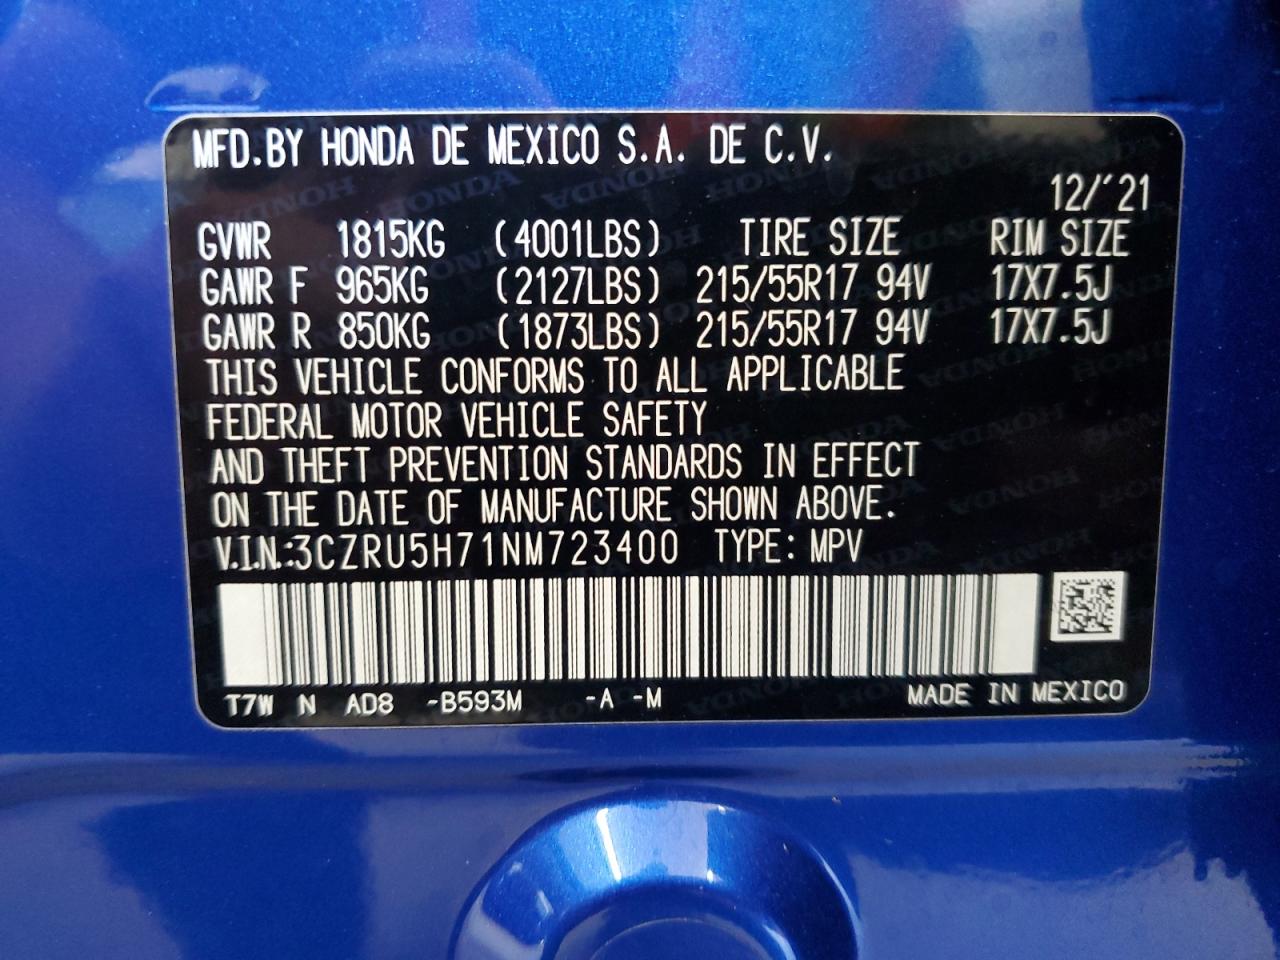 MFD.BY HONDA DE MEXICO S.A. DE C.V.
12/'21
GVWR 1815KG (4001LBS) TIRE SIZE RIM SIZE
GAWR F 965KG (2127LBS) 215/55R17 94V 17X7.5J
GAWR R 850KG (1873LBS) 215/55R17 94V 17X7.5J
THIS VEHICLE CONFORMS TO ALL APPLICABLE
FEDERAL MOTOR VEHICLE SAFETY
AND THEFT PREVENTION STANDARDS IN EFFECT
ON THE DATE OF MANUFACTURE SHOWN ABOVE.
V.I.N.:3CZRU5H71NM723400 TYPE: MPV
T7W N AD8 -B593M -A -M MADE IN MEXICO